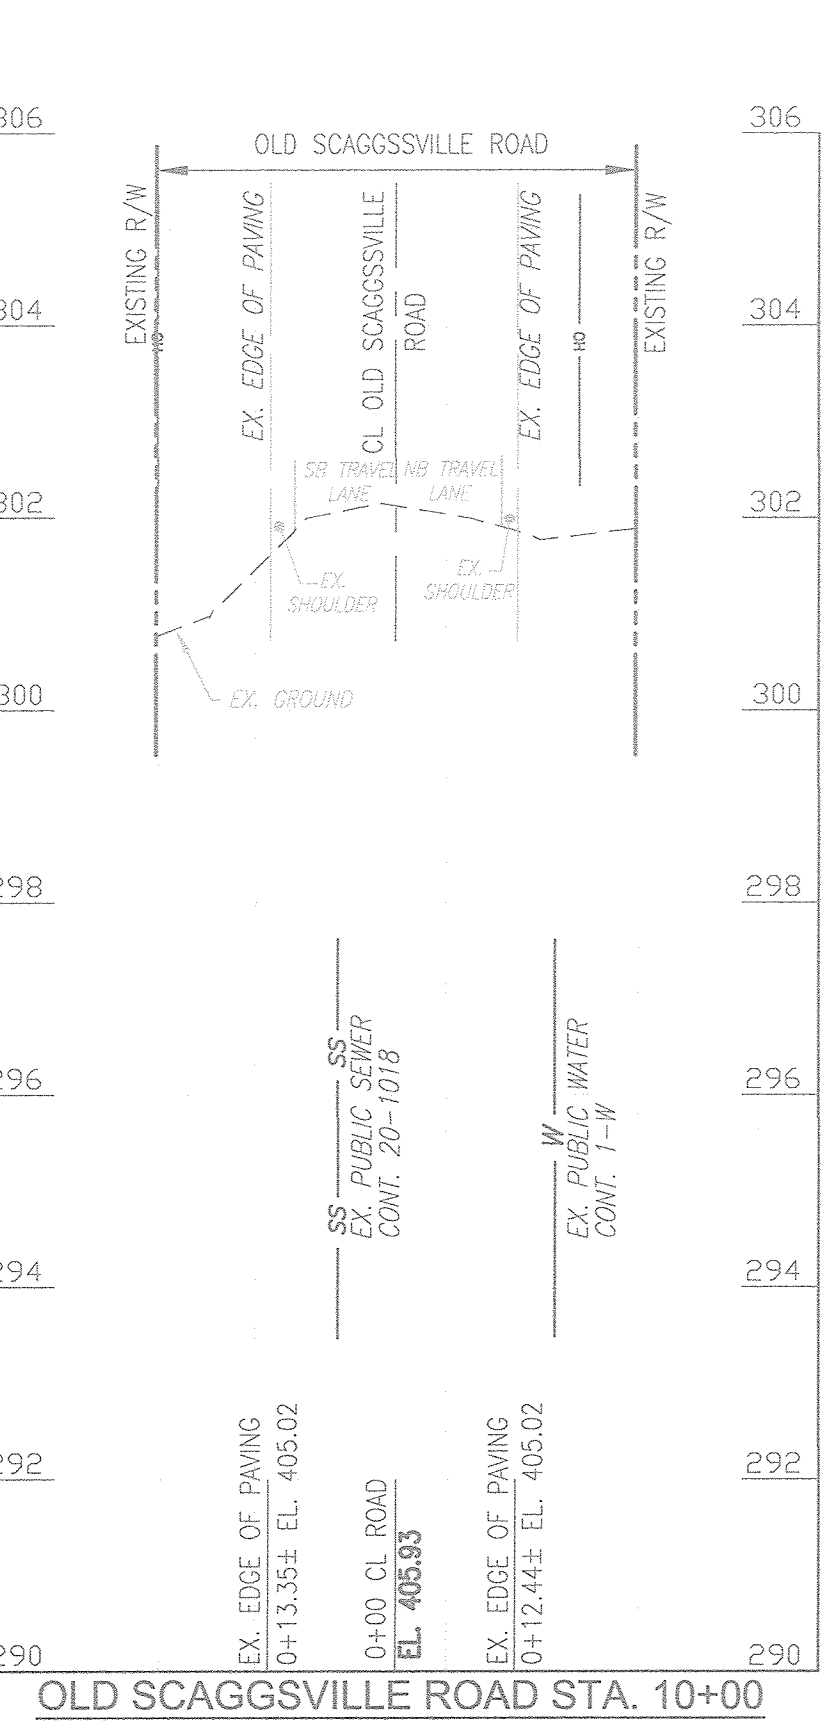 306
306
OLD SCAGGSSVILLE ROAD
EXISTING R/W
EX. EDGE OF PAVING
CL OLD SCAGGSSVILLE
ROAD
EX. EDGE OF PAVING
EXISTING R/W
304
304
OH
OH
SB TRAVEL
LANE
NB TRAVEL
LANE
302
302
EX.
SHOULDER
EX.
SHOULDER
300
300
EX. GROUND
298
298
SS
SS
EX. PUBLIC SEWER
CONT. 20-1018
W
EX. PUBLIC WATER
CONT. 1-W
296
296
294
294
292
292
EX. EDGE OF PAVING
0+13.35± EL. 405.02
0+00 CL ROAD
EL. 405.93
EX. EDGE OF PAVING
0+12.44± EL. 405.02
290
290
OLD SCAGGSVILLE ROAD STA. 10+00